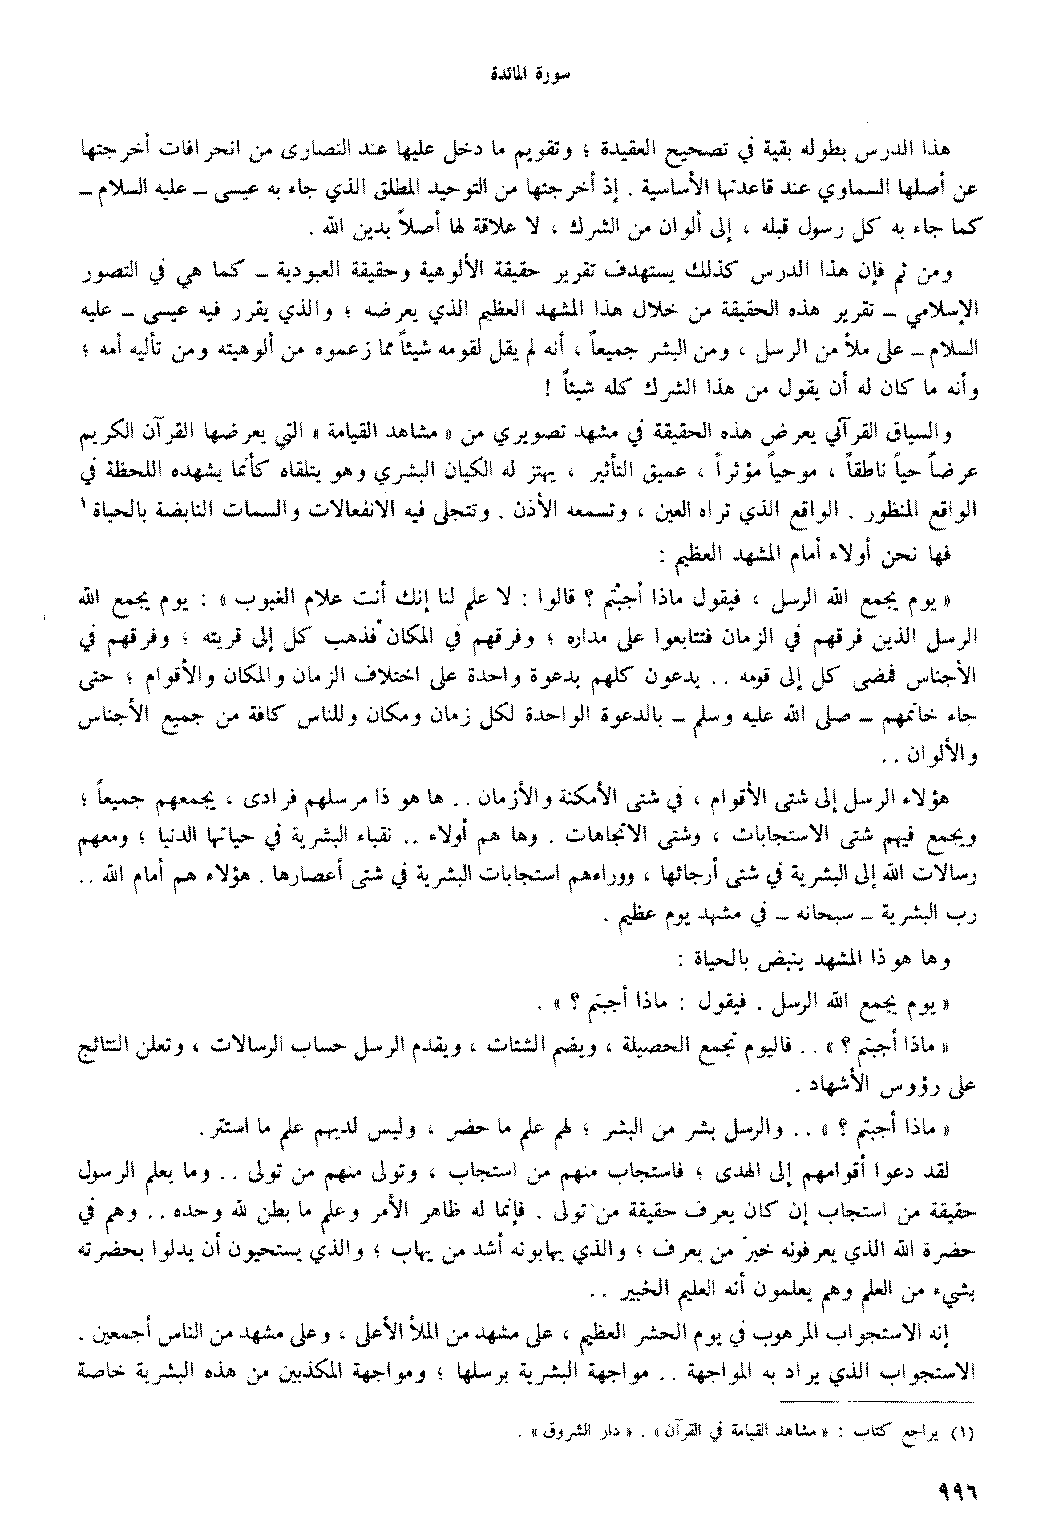 سورة المائدة
هذا الدرس بطوله بقية في تصحيح العقيدة ؛ وتقويم ما دخل عليها عند النصارى من انحرافات أخرجتها
عن أصلها السماوي عند قاعدتها الأساسية . إذ أخرجتها من التوحيد المطلق الذي جاء به عيسى – عليه السلام –
كما جاء به كل رسول قبله ، إلى ألوان من الشرك ، لا علاقة لها أصلاً بدين الله .
ومن ثم فإن هذا الدرس كذلك يستهدف تقرير حقيقة الألوهية وحقيقة العبودية – كما هي في التصور
الإسلامي – تقرير هذه الحقيقة من خلال هذا المشهد العظيم الذي يعرضه ؛ والذي يقرر فيه عيسى – عليه
السلام – على ملأ من الرسل ، ومن البشر جميعاً ، أنه لم يقل لقومه شيئاً مما زعموه من ألوهيته ومن تأليه أمه ؛
وأنه ما كان له أن يقول من هذا الشرك كله شيئاً !
والسياق القرآني يعرض هذه الحقيقة في مشهد تصويري من « مشاهد القيامة » التي يعرضها القرآن الكريم
عرضاً حياً ناطقاً ، موحياً مؤثراً ، عميق التأثير ، يهتز له الكيان البشري وهو يتلقاه كأنما يشهده اللحظة في
الواقع المنظور . الواقع الذي تراه العين ، وتسمعه الأذن . وتتجلى فيه الانفعالات والسمات النابضة بالحياة ١
فها نحن أولاء أمام المشهد العظيم :
« يوم يجمع الله الرسل ، فيقول ماذا أجبتُم ؟ قالوا : لا علم لنا إنك أنت علام الغيوب » : يوم يجمع الله
الرسل الذين فرقهم في الزمان فتتابعوا على مداره ؛ وفرقهم في المكان فذهب كل إلى قريته ؛ وفرقهم في
الأجناس فمضى كل إلى قومه .. يدعون كلهم بدعوة واحدة على اختلاف الزمان والمكان والأقوام ؛ حتى
جاء خاتمهم – صلى الله عليه وسلم – بالدعوة الواحدة لكل زمان ومكان وللناس كافة من جميع الأجناس
والألوان ..
هؤلاء الرسل إلى شتى الأقوام ، في شتى الأمكنة والأزمان .. ها هو ذا مرسلهم فرادى ، يجمعهم جميعاً ؛
ويجمع فيهم شتى الاستجابات ، وشتى الاتجاهات . وها هم أولاء .. نقباء البشرية في حياتها الدنيا ؛ ومعهم
رسالات الله إلى البشرية في شتى أرجائها ، ووراءهم استجابات البشرية في شتى أعصارها . هؤلاء هم أمام الله ..
رب البشرية – سبحانه – في مشهد يوم عظيم .
وها هو ذا المشهد ينبض بالحياة :
« يوم يجمع الله الرسل . فيقول : ماذا أجبتم ؟ » .
« ماذا أجبتم ؟ » .. فاليوم تجمع الحصيلة ، ويضم الشتات ، ويقدم الرسل حساب الرسالات ، وتعلن النتائج
على رؤوس الأشهاد .
« ماذا أجبتم ؟ » .. والرسل بشر من البشر ؛ لهم علم ما حضر ، وليس لديهم علم ما استتر .
لقد دعوا أقوامهم إلى الهدى ؛ فاستجاب منهم من استجاب ، وتولى منهم من تولى .. وما يعلم الرسول
حقيقة من استجاب إن كان يعرف حقيقة من تولى . فإنما له ظاهر الأمر وعلم ما بطن لله وحده .. وهم في
حضرة الله الذي يعرفونه خير من يعرف ؛ والذي يهابونه أشد من يهاب ؛ والذي يستحيون أن يدلوا بحضرته
بشيء من العلم وهم يعلمون أنه العليم الخبير ..
إنه الاستجواب المرهوب في يوم الحشر العظيم ، على مشهد من الملأ الأعلى ، وعلى مشهد من الناس أجمعين .
الاستجواب الذي يراد به المواجهة .. مواجهة البشرية برسلها ؛ ومواجهة المكذبين من هذه البشرية خاصة
(١) يراجع كتاب : « مشاهد القيامة في القرآن » . « دار الشروق » .
٩٩٦